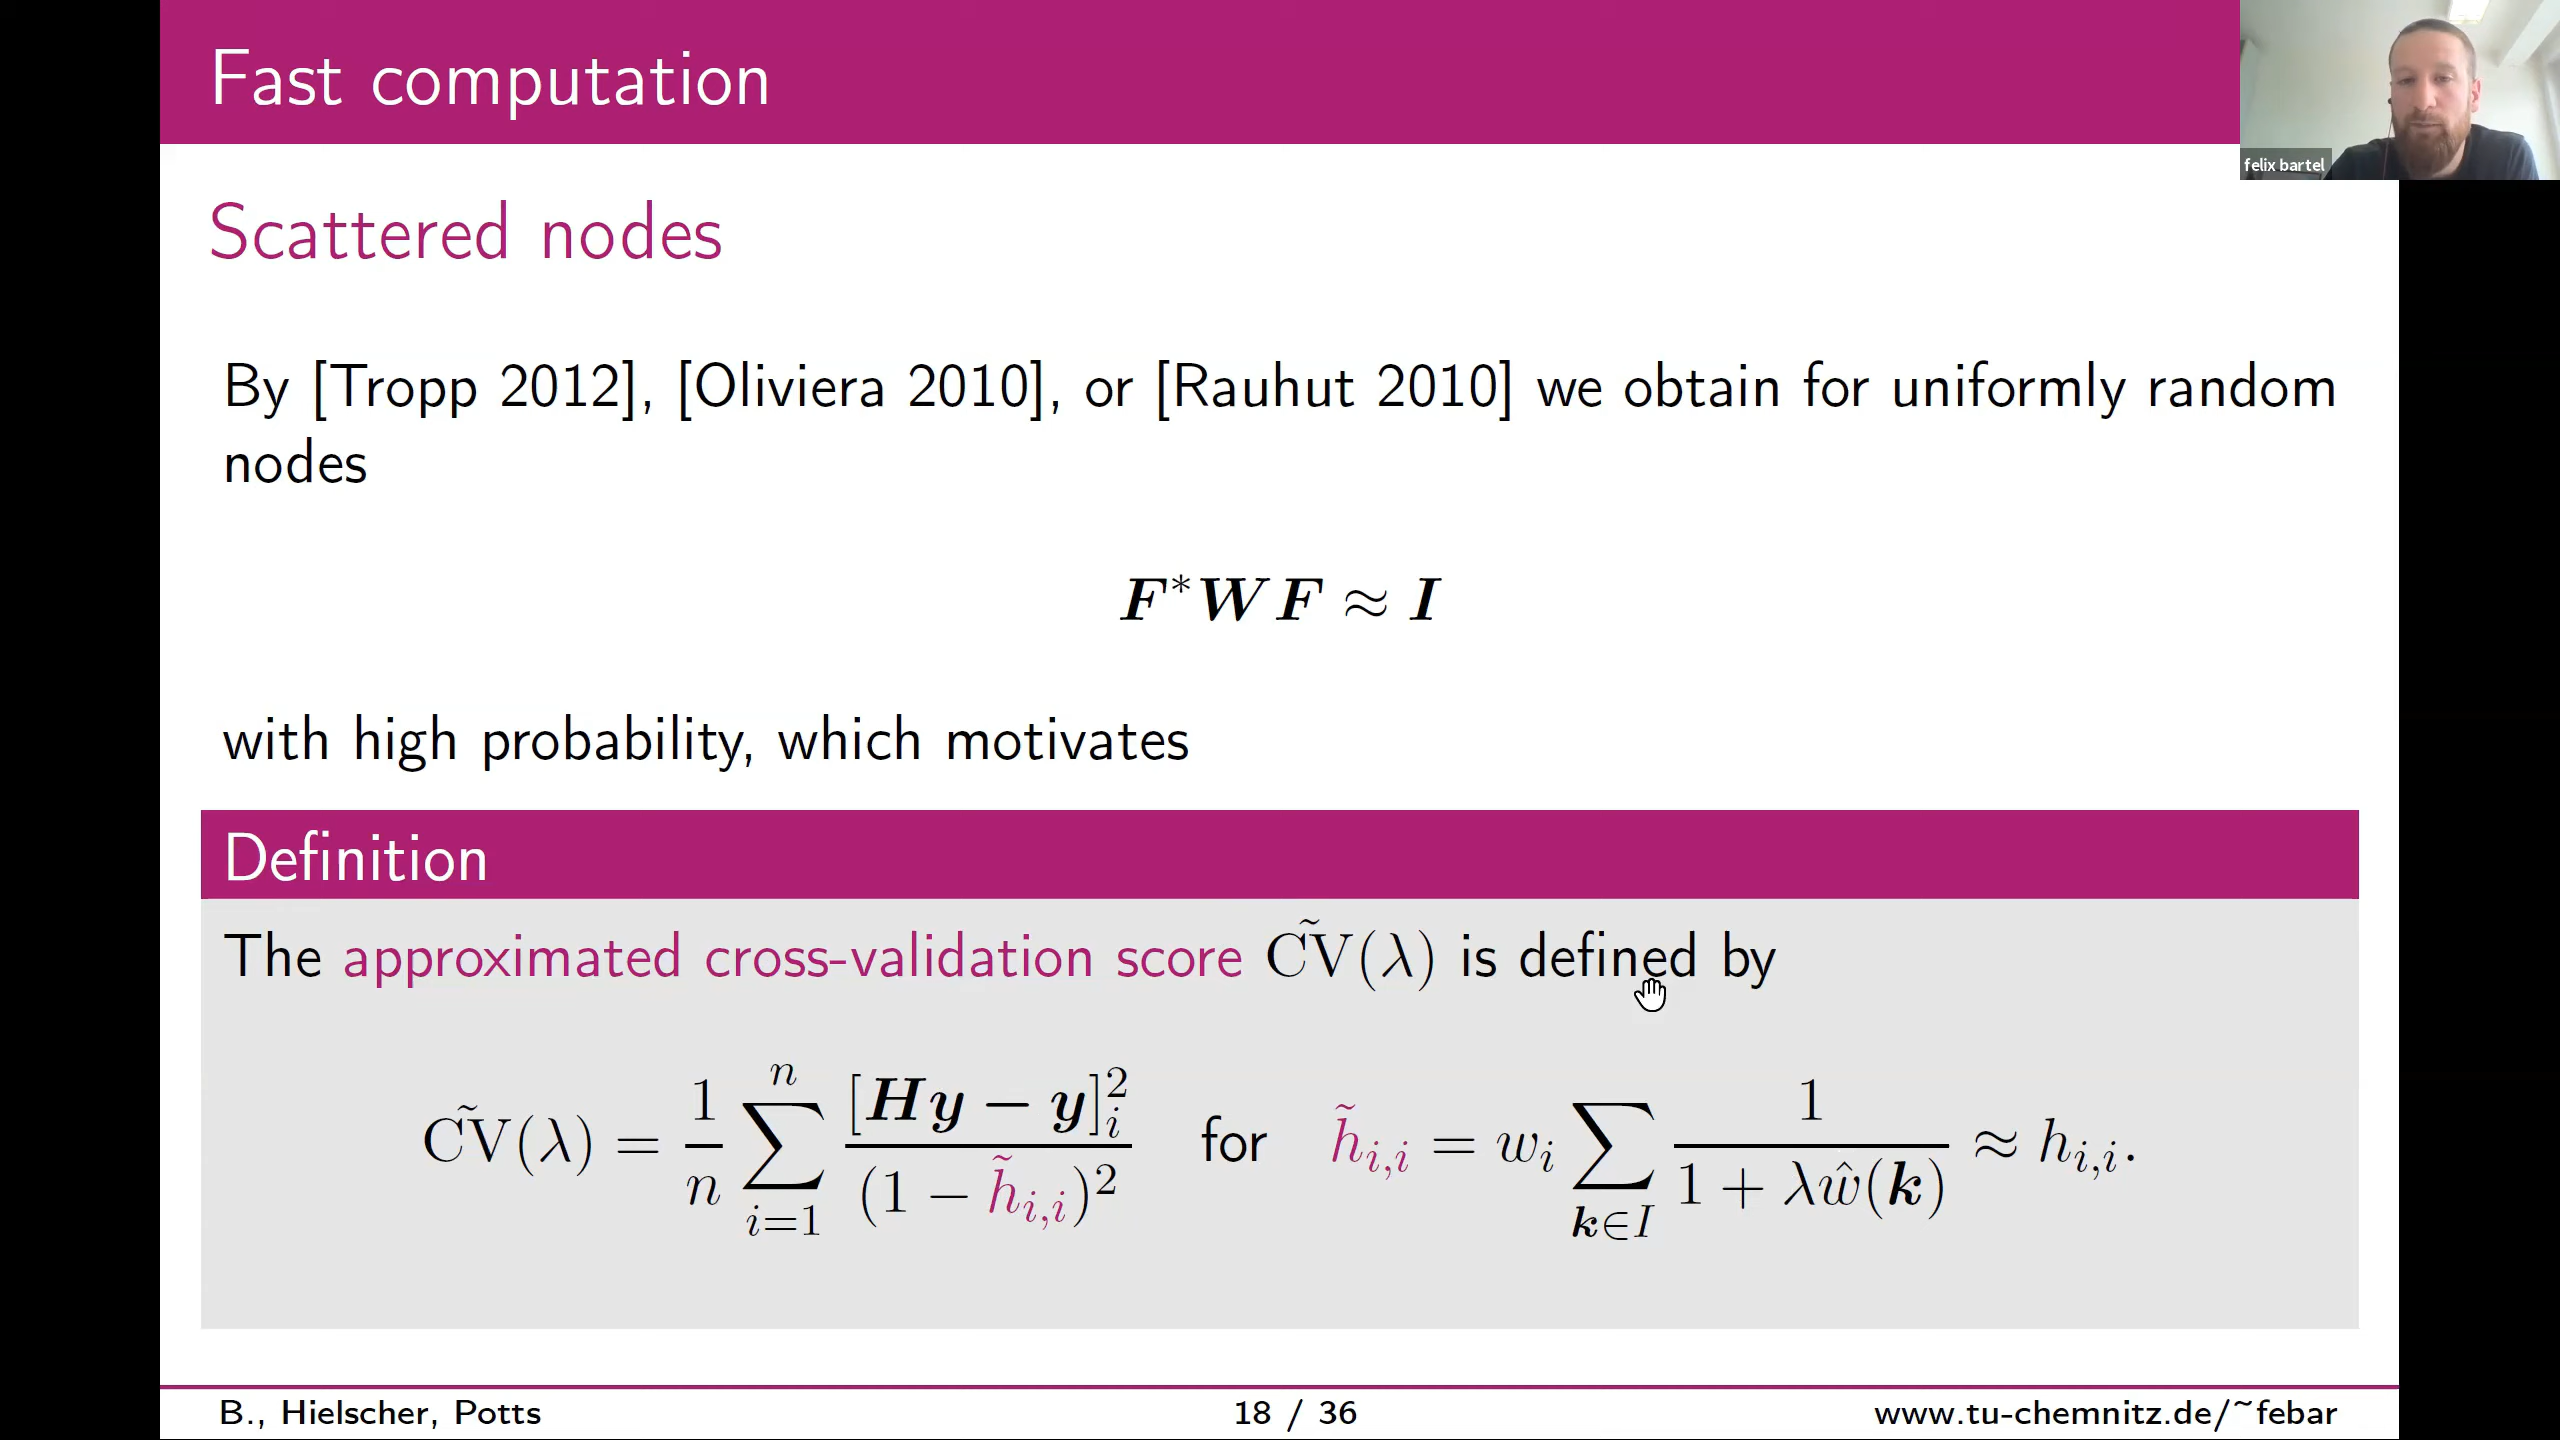 Fast computation
felix bartel
Scattered nodes
By [Tropp 2012], [Oliviera 2010], or [Rauhut 2010] we obtain for uniformly random
nodes
F*WF ≈ I
with high probability, which motivates
Definition
The approximated cross-validation score C̃V(λ) is defined by
C̃V(λ) = 1/n ∑_{i=1}^{n} [Hy − y]_i^2 / (1 − h̃_{i,i})^2 for h̃_{i,i} = w_i ∑_{k∈I} 1 / (1 + λŵ(k)) ≈ h_{i,i}.
B., Hielscher, Potts
18 / 36
www.tu-chemnitz.de/~febar